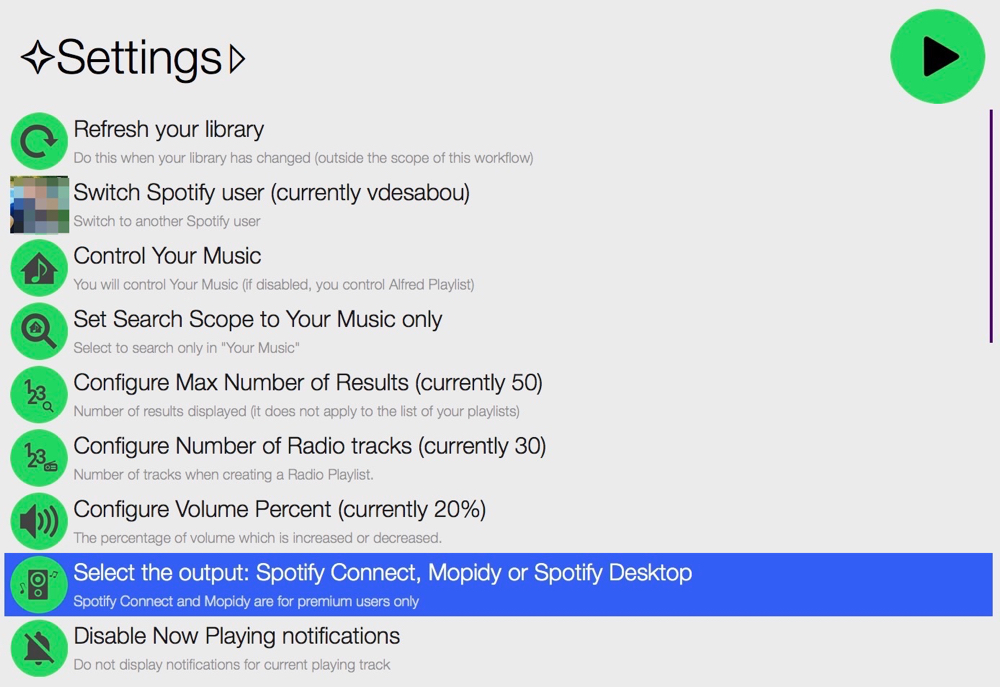 ✧Settings▹
Refresh your library
Do this when your library has changed (outside the scope of this workflow)
Switch Spotify user (currently vdesabou)
Switch to another Spotify user
Control Your Music
You will control Your Music (if disabled, you control Alfred Playlist)
Set Search Scope to Your Music only
Select to search only in "Your Music"
123
Configure Max Number of Results (currently 50)
Number of results displayed (it does not apply to the list of your playlists)
123
Configure Number of Radio tracks (currently 30)
Number of tracks when creating a Radio Playlist.
Configure Volume Percent (currently 20%)
The percentage of volume which is increased or decreased.
Select the output: Spotify Connect, Mopidy or Spotify Desktop
Spotify Connect and Mopidy are for premium users only
Disable Now Playing notifications
Do not display notifications for current playing track